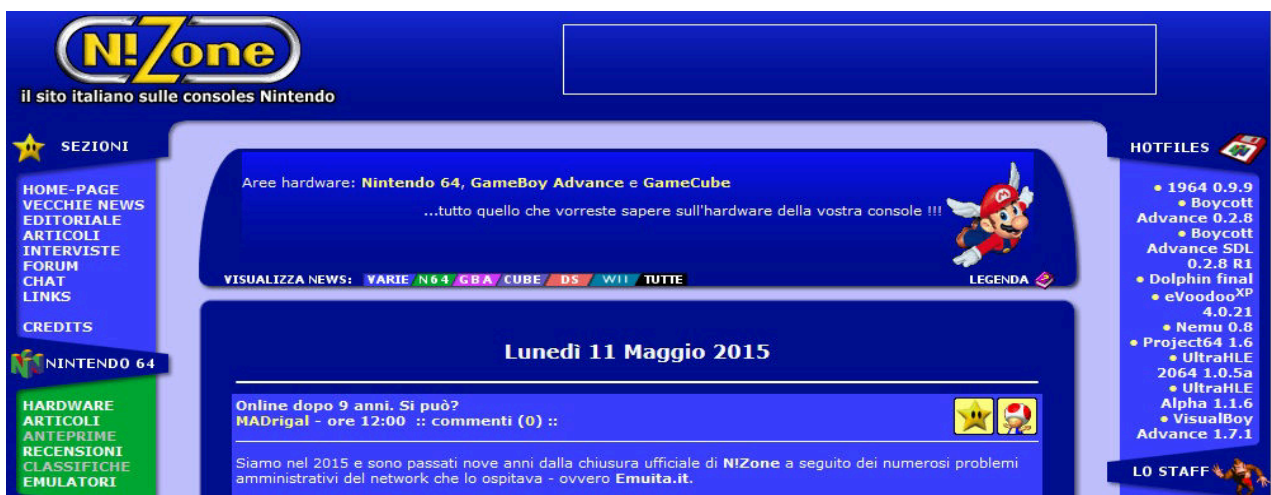 N!Zone
il sito italiano sulle consoles Nintendo
SEZIONI
HOME-PAGE
VECCHIE NEWS
EDITORIALE
ARTICOLI
INTERVISTE
FORUM
CHAT
LINKS
CREDITS
NINTENDO 64
HARDWARE
ARTICOLI
ANTEPRIME
RECENSIONI
CLASSIFICHE
EMULATORI
Aree hardware: Nintendo 64, GameBoy Advance e GameCube
...tutto quello che vorreste sapere sull'hardware della vostra console !!!
VISUALIZZA NEWS: VARIE N64 GBA CUBE DS WII TUTTE
LEGENDA
Lunedì 11 Maggio 2015
Online dopo 9 anni. Si può?
MADrigal - ore 12:00 :: commenti (0) ::
Siamo nel 2015 e sono passati nove anni dalla chiusura ufficiale di N!Zone a seguito dei numerosi problemi
amministrativi del network che lo ospitava - ovvero Emuita.it.
HOTFILES
• 1964 0.9.9
• Boycott
Advance 0.2.8
• Boycott
Advance SDL
0.2.8 R1
• Dolphin final
• eVoodooXP
4.0.21
• Nemu 0.8
• Project64 1.6
• UltraHLE
2064 1.0.5a
• UltraHLE
Alpha 1.1.6
• VisualBoy
Advance 1.7.1
LO STAFF